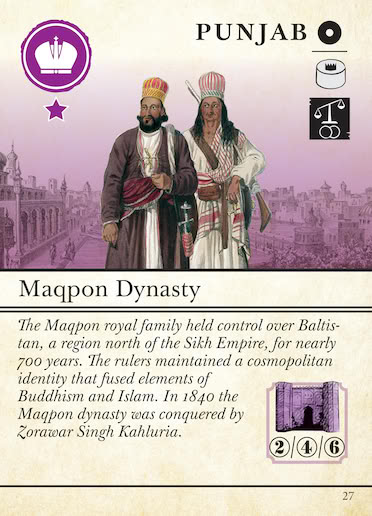 PUNJAB
Maqpon Dynasty
The Maqpon royal family held control over Baltis-
tan, a region north of the Sikh Empire, for nearly
700 years. The rulers maintained a cosmopolitan
identity that fused elements of
Buddhism and Islam. In 1840 the
Maqpon dynasty was conquered by
Zorawar Singh Kahluria.
2/4/6
27